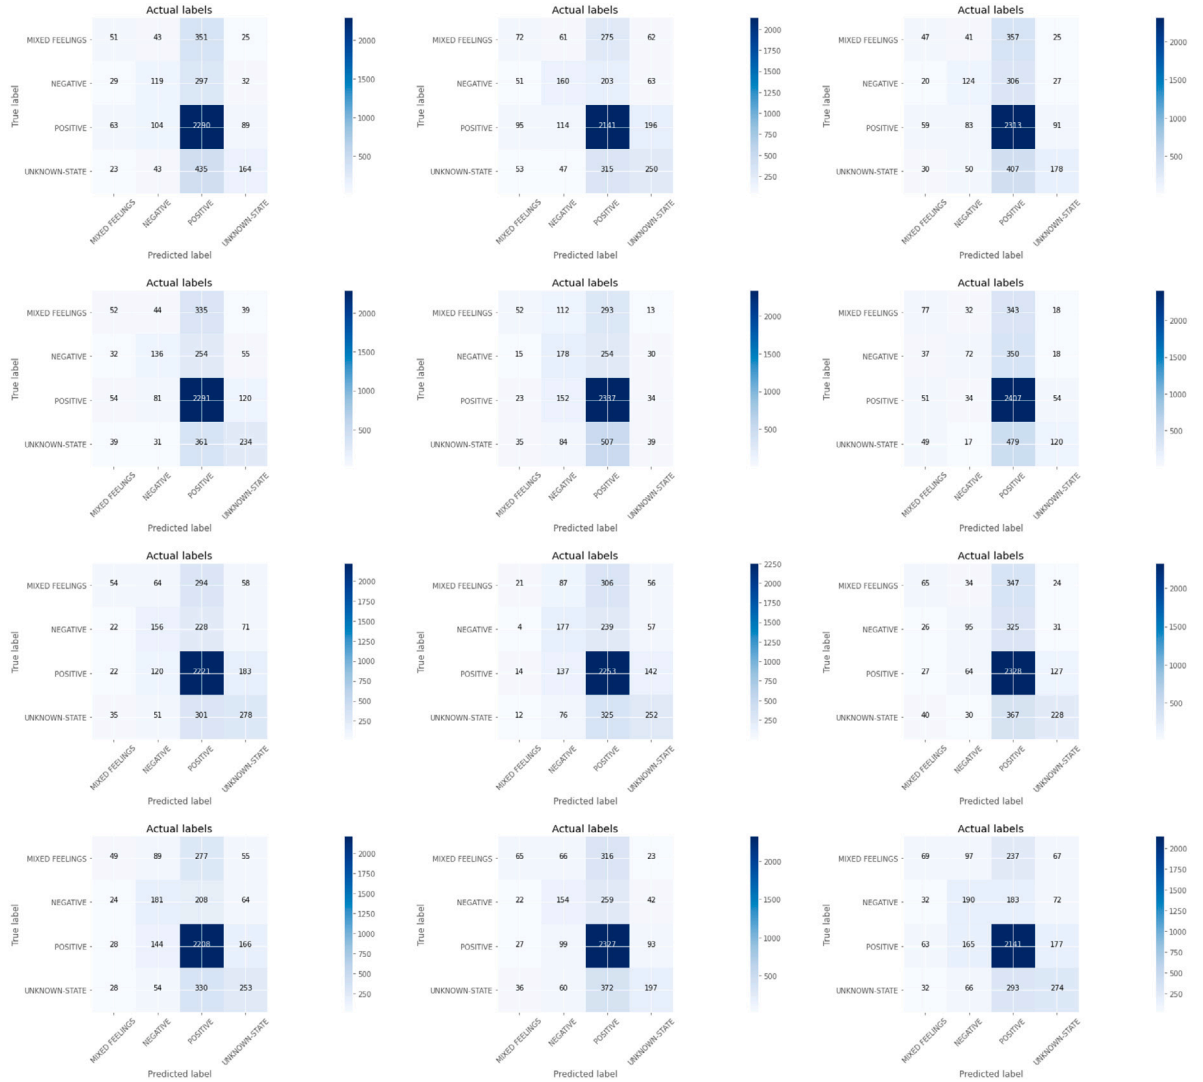 Actual labels Actual labels Actual labels
MIXED FEELINGS 51 43 351 25 2000 MIXED FEELINGS 72 61 275 62 2000 MIXED FEELINGS 47 41 357 25 2000
1750
NEGATIVE 29 119 297 32 1500 NEGATIVE 51 160 203 63 1500 NEGATIVE 20 124 306 27 1500
1250
True label True label True label
POSITIVE 63 104 2290 89 1000 POSITIVE 95 114 2141 196 1000 POSITIVE 59 83 2313 91 1000
750
500 500 500
UNKNOWN-STATE 23 43 435 164 UNKNOWN-STATE 53 47 315 250 250 UNKNOWN-STATE 30 50 407 178
MIXED FEELINGS NEGATIVE POSITIVE UNKNOWN-STATE MIXED FEELINGS NEGATIVE POSITIVE UNKNOWN-STATE MIXED FEELINGS NEGATIVE POSITIVE UNKNOWN-STATE
Predicted label Predicted label Predicted label
Actual labels Actual labels Actual labels
MIXED FEELINGS 52 44 335 39 2000 MIXED FEELINGS 52 112 293 13 2000 MIXED FEELINGS 77 32 343 18 2000
NEGATIVE 32 136 254 55 1500 NEGATIVE 15 178 254 30 1500 NEGATIVE 37 72 350 18 1500
True label True label True label
POSITIVE 54 81 2291 120 1000 POSITIVE 23 152 2337 34 1000 POSITIVE 51 34 2407 54 1000
500 500 500
UNKNOWN-STATE 39 31 361 234 UNKNOWN-STATE 35 84 507 39 UNKNOWN-STATE 49 17 479 120
MIXED FEELINGS NEGATIVE POSITIVE UNKNOWN-STATE MIXED FEELINGS NEGATIVE POSITIVE UNKNOWN-STATE MIXED FEELINGS NEGATIVE POSITIVE UNKNOWN-STATE
Predicted label Predicted label Predicted label
Actual labels Actual labels Actual labels
2250
MIXED FEELINGS 54 64 294 58 2000 MIXED FEELINGS 21 87 306 56 2000 MIXED FEELINGS 65 34 347 24 2000
1750 1750
NEGATIVE 22 156 228 71 1500 NEGATIVE 4 177 239 57 1500 NEGATIVE 26 95 325 31 1500
1250 1250
True label True label True label
POSITIVE 22 120 2221 183 1000 POSITIVE 14 137 2253 142 1000 POSITIVE 27 64 2328 127 1000
750 750
500 500 500
UNKNOWN-STATE 35 51 301 278 250 UNKNOWN-STATE 12 76 325 252 250 UNKNOWN-STATE 40 30 367 228
MIXED FEELINGS NEGATIVE POSITIVE UNKNOWN-STATE MIXED FEELINGS NEGATIVE POSITIVE UNKNOWN-STATE MIXED FEELINGS NEGATIVE POSITIVE UNKNOWN-STATE
Predicted label Predicted label Predicted label
Actual labels Actual labels Actual labels
MIXED FEELINGS 49 89 277 55 2000 MIXED FEELINGS 65 66 316 23 2000 MIXED FEELINGS 69 97 237 67 2000
1750 1750
NEGATIVE 24 181 208 64 1500 NEGATIVE 22 154 259 42 1500 NEGATIVE 32 190 183 72 1500
1250 1250
True label True label True label
POSITIVE 28 144 2208 166 1000 POSITIVE 27 99 2327 93 1000 POSITIVE 63 165 2141 177 1000
750 750
500 500 500
UNKNOWN-STATE 28 54 330 253 250 UNKNOWN-STATE 36 60 372 197 UNKNOWN-STATE 32 66 293 274 250
MIXED FEELINGS NEGATIVE POSITIVE UNKNOWN-STATE MIXED FEELINGS NEGATIVE POSITIVE UNKNOWN-STATE MIXED FEELINGS NEGATIVE POSITIVE UNKNOWN-STATE
Predicted label Predicted label Predicted label